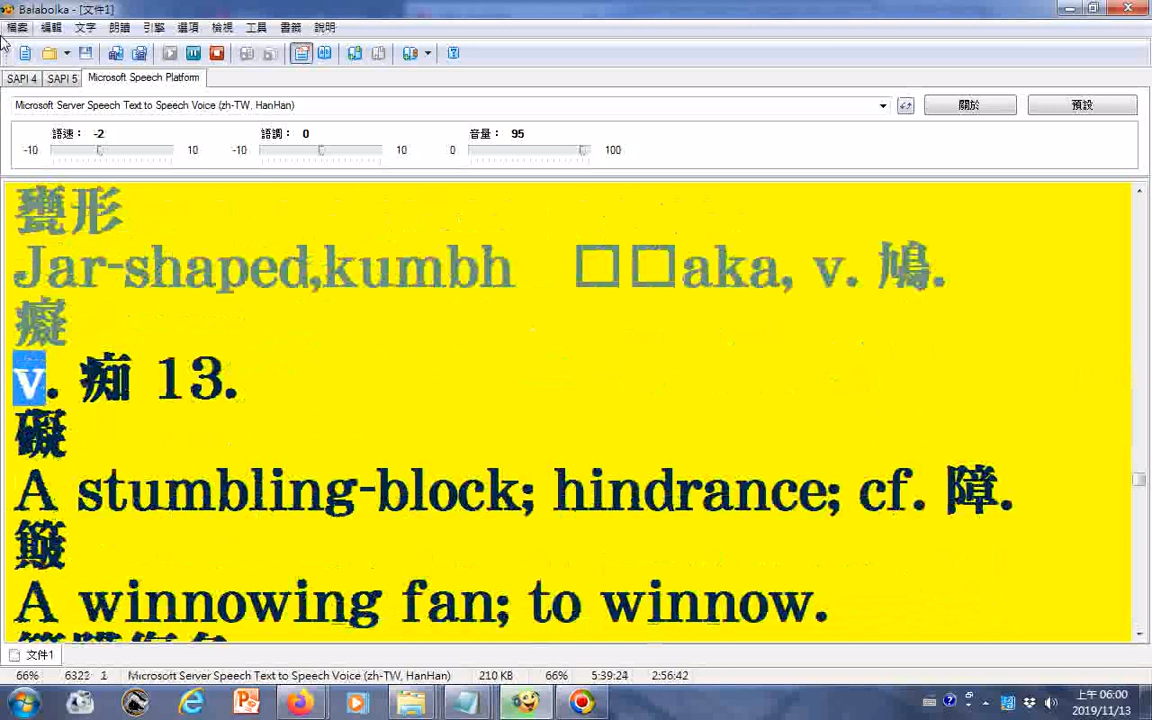 Balabolka - [文件1]
檔案 編輯 文字 朗讀 引擎 選項 檢視 工具 書籤 說明
SAPI 4 SAPI 5 Microsoft Speech Platform
Microsoft Server Speech Text to Speech Voice (zh-TW, HanHan) 關於 預設
語速： -2 語調： 0 音量： 95
-10 10 -10 10 0 100
甕形
Jar-shaped,kumbh □□aka, v. 鳩.
癡
v. 痴 13.
礙
A stumbling-block; hindrance; cf. 障.
簸
A winnowing fan; to winnow.
文件1
66% 6322 1 Microsoft Server Speech Text to Speech Voice (zh-TW, HanHan) 210 KB 66% 5:39:24 2:56:42
上午 06:00
2019/11/13